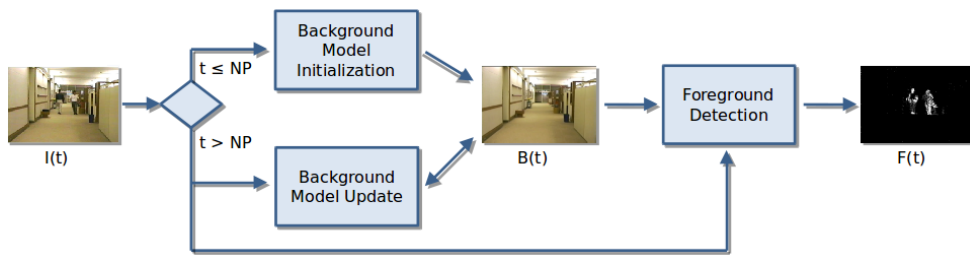 Background
Model
Initialization
t ≤ NP
I(t)
t > NP
Background
Model Update
B(t)
Foreground
Detection
F(t)